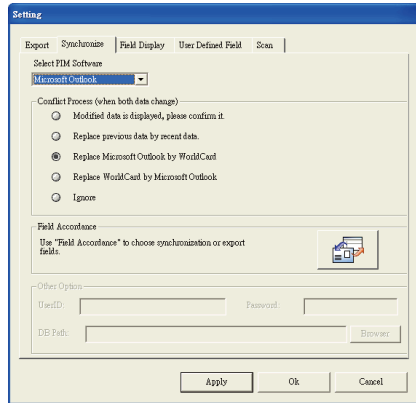 Setting
Export Synchronize Field Display User Defined Field Scan
Select PIM Software
Microsoft Outlook
Conflict Process (when both data change)
Modified data is displayed, please confirm it.
Replace previous data by recent data.
Replace Microsoft Outlook by WorldCard
Replace WorldCard by Microsoft Outlook
Ignore
Field Accordance
Use "Field Accordance" to choose synchronization or export
fields.
Other Option
UserID: Password:
DB Path: Browser
Apply Ok Cancel